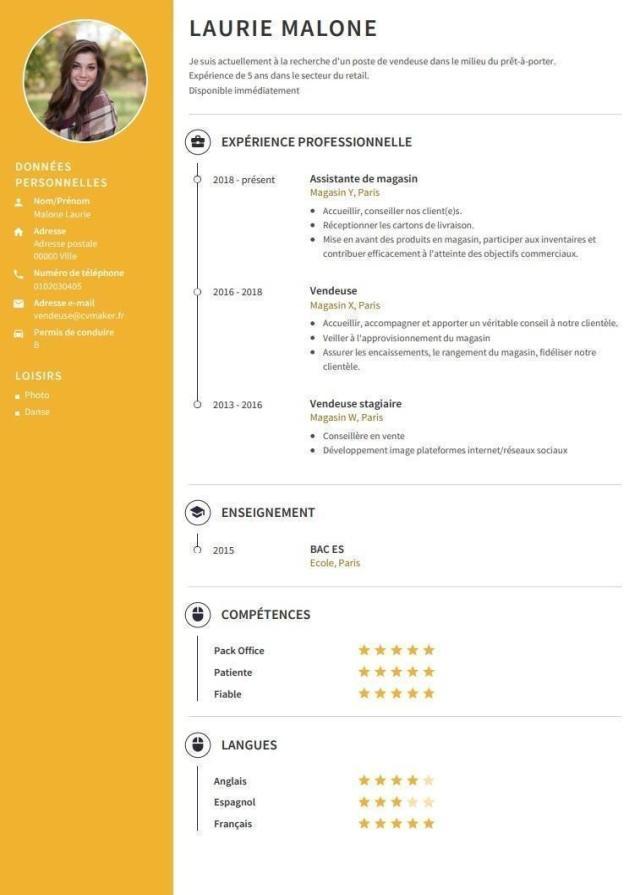 LAURIE MALONE
Je suis actuellement à la recherche d'un poste de vendeuse dans le milieu du prêt-à-porter.
Expérience de 5 ans dans le secteur du retail.
Disponible immédiatement
DONNÉES
PERSONNELLES
Nom/Prénom
Malone Laurie
Adresse
Adresse postale
00000 Ville
Numéro de téléphone
0102030405
Adresse e-mail
vendeuse@cvmaker.fr
Permis de conduire
B
LOISIRS
Photo
Danse
EXPÉRIENCE PROFESSIONNELLE
2018 - présent
Assistante de magasin
Magasin Y, Paris
Accueillir, conseiller nos client(e)s.
Réceptionner les cartons de livraison.
Mise en avant des produits en magasin, participer aux inventaires et
contribuer efficacement à l'atteinte des objectifs commerciaux.
2016 - 2018
Vendeuse
Magasin X, Paris
Accueillir, accompagner et apporter un véritable conseil à notre clientèle.
Veiller à l'approvisionnement du magasin
Assurer les encaissements, le rangement du magasin, fidéliser notre
clientèle.
2013 - 2016
Vendeuse stagiaire
Magasin W, Paris
Conseillère en vente
Développement image plateformes internet/réseaux sociaux
ENSEIGNEMENT
2015
BAC ES
Ecole, Paris
COMPÉTENCES
Pack Office
Patiente
Fiable
LANGUES
Anglais
Espagnol
Français